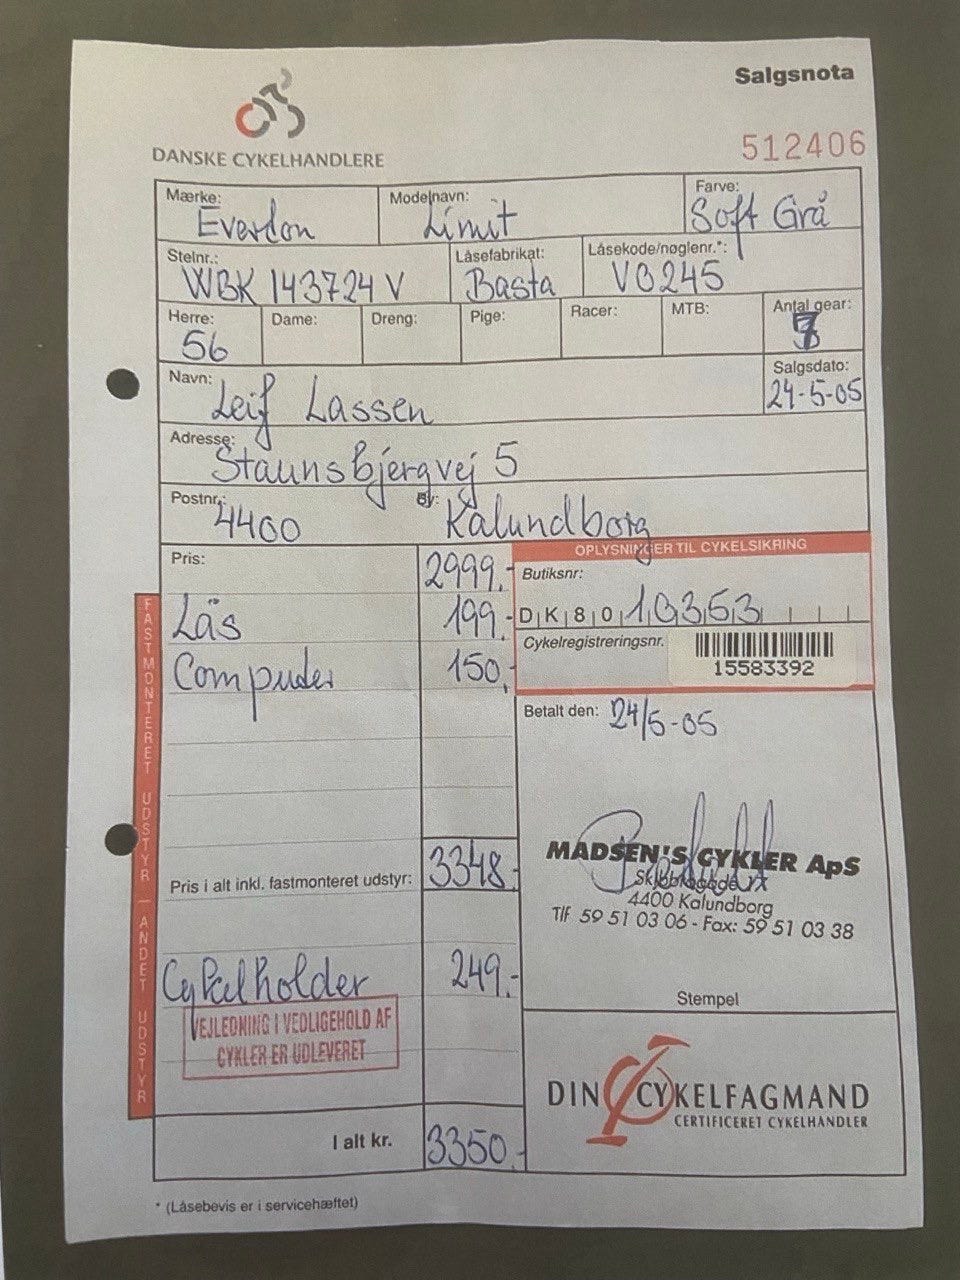 Salgsnota
512406
DANSKE CYKELHANDLERE
Mærke: Everton Modelnavn: Limit Farve: Soft Grå
Stelnr.: WBK 143724 V Låsefabrikat: Basta Låsekode/nøglenr.*: VB245
Herre: 56 Dame: Dreng: Pige: Racer: MTB: Antal gear: 7
Navn: Leif Lassen Salgsdato: 24-5-05
Adresse: Staunsbjergvej 5
Postnr.: 4400 By: Kalundborg
Pris: 2999,-
Lås 199,-
Computer 150,-
Pris i alt inkl. fastmonteret udstyr: 3348,-
Cykelholder 249,-
VEJLEDNING I VEDLIGEHOLD AF
CYKLER ER UDLEVERET
I alt kr. 3350,-
FASTMONTERET UDSTYR — ANDET UDSTYR
OPLYSNINGER TIL CYKELSIKRING
Butiksnr:
DK8010353
Cykelregistreringsnr.
15583392
Betalt den: 24/5-05
MADSEN'S CYKLER ApS
4400 Kalundborg
Tlf 59 51 03 06 - Fax: 59 51 03 38
Stempel
DIN CYKELFAGMAND
CERTIFICERET CYKELHANDLER
* (Låsebevis er i servicehæftet)